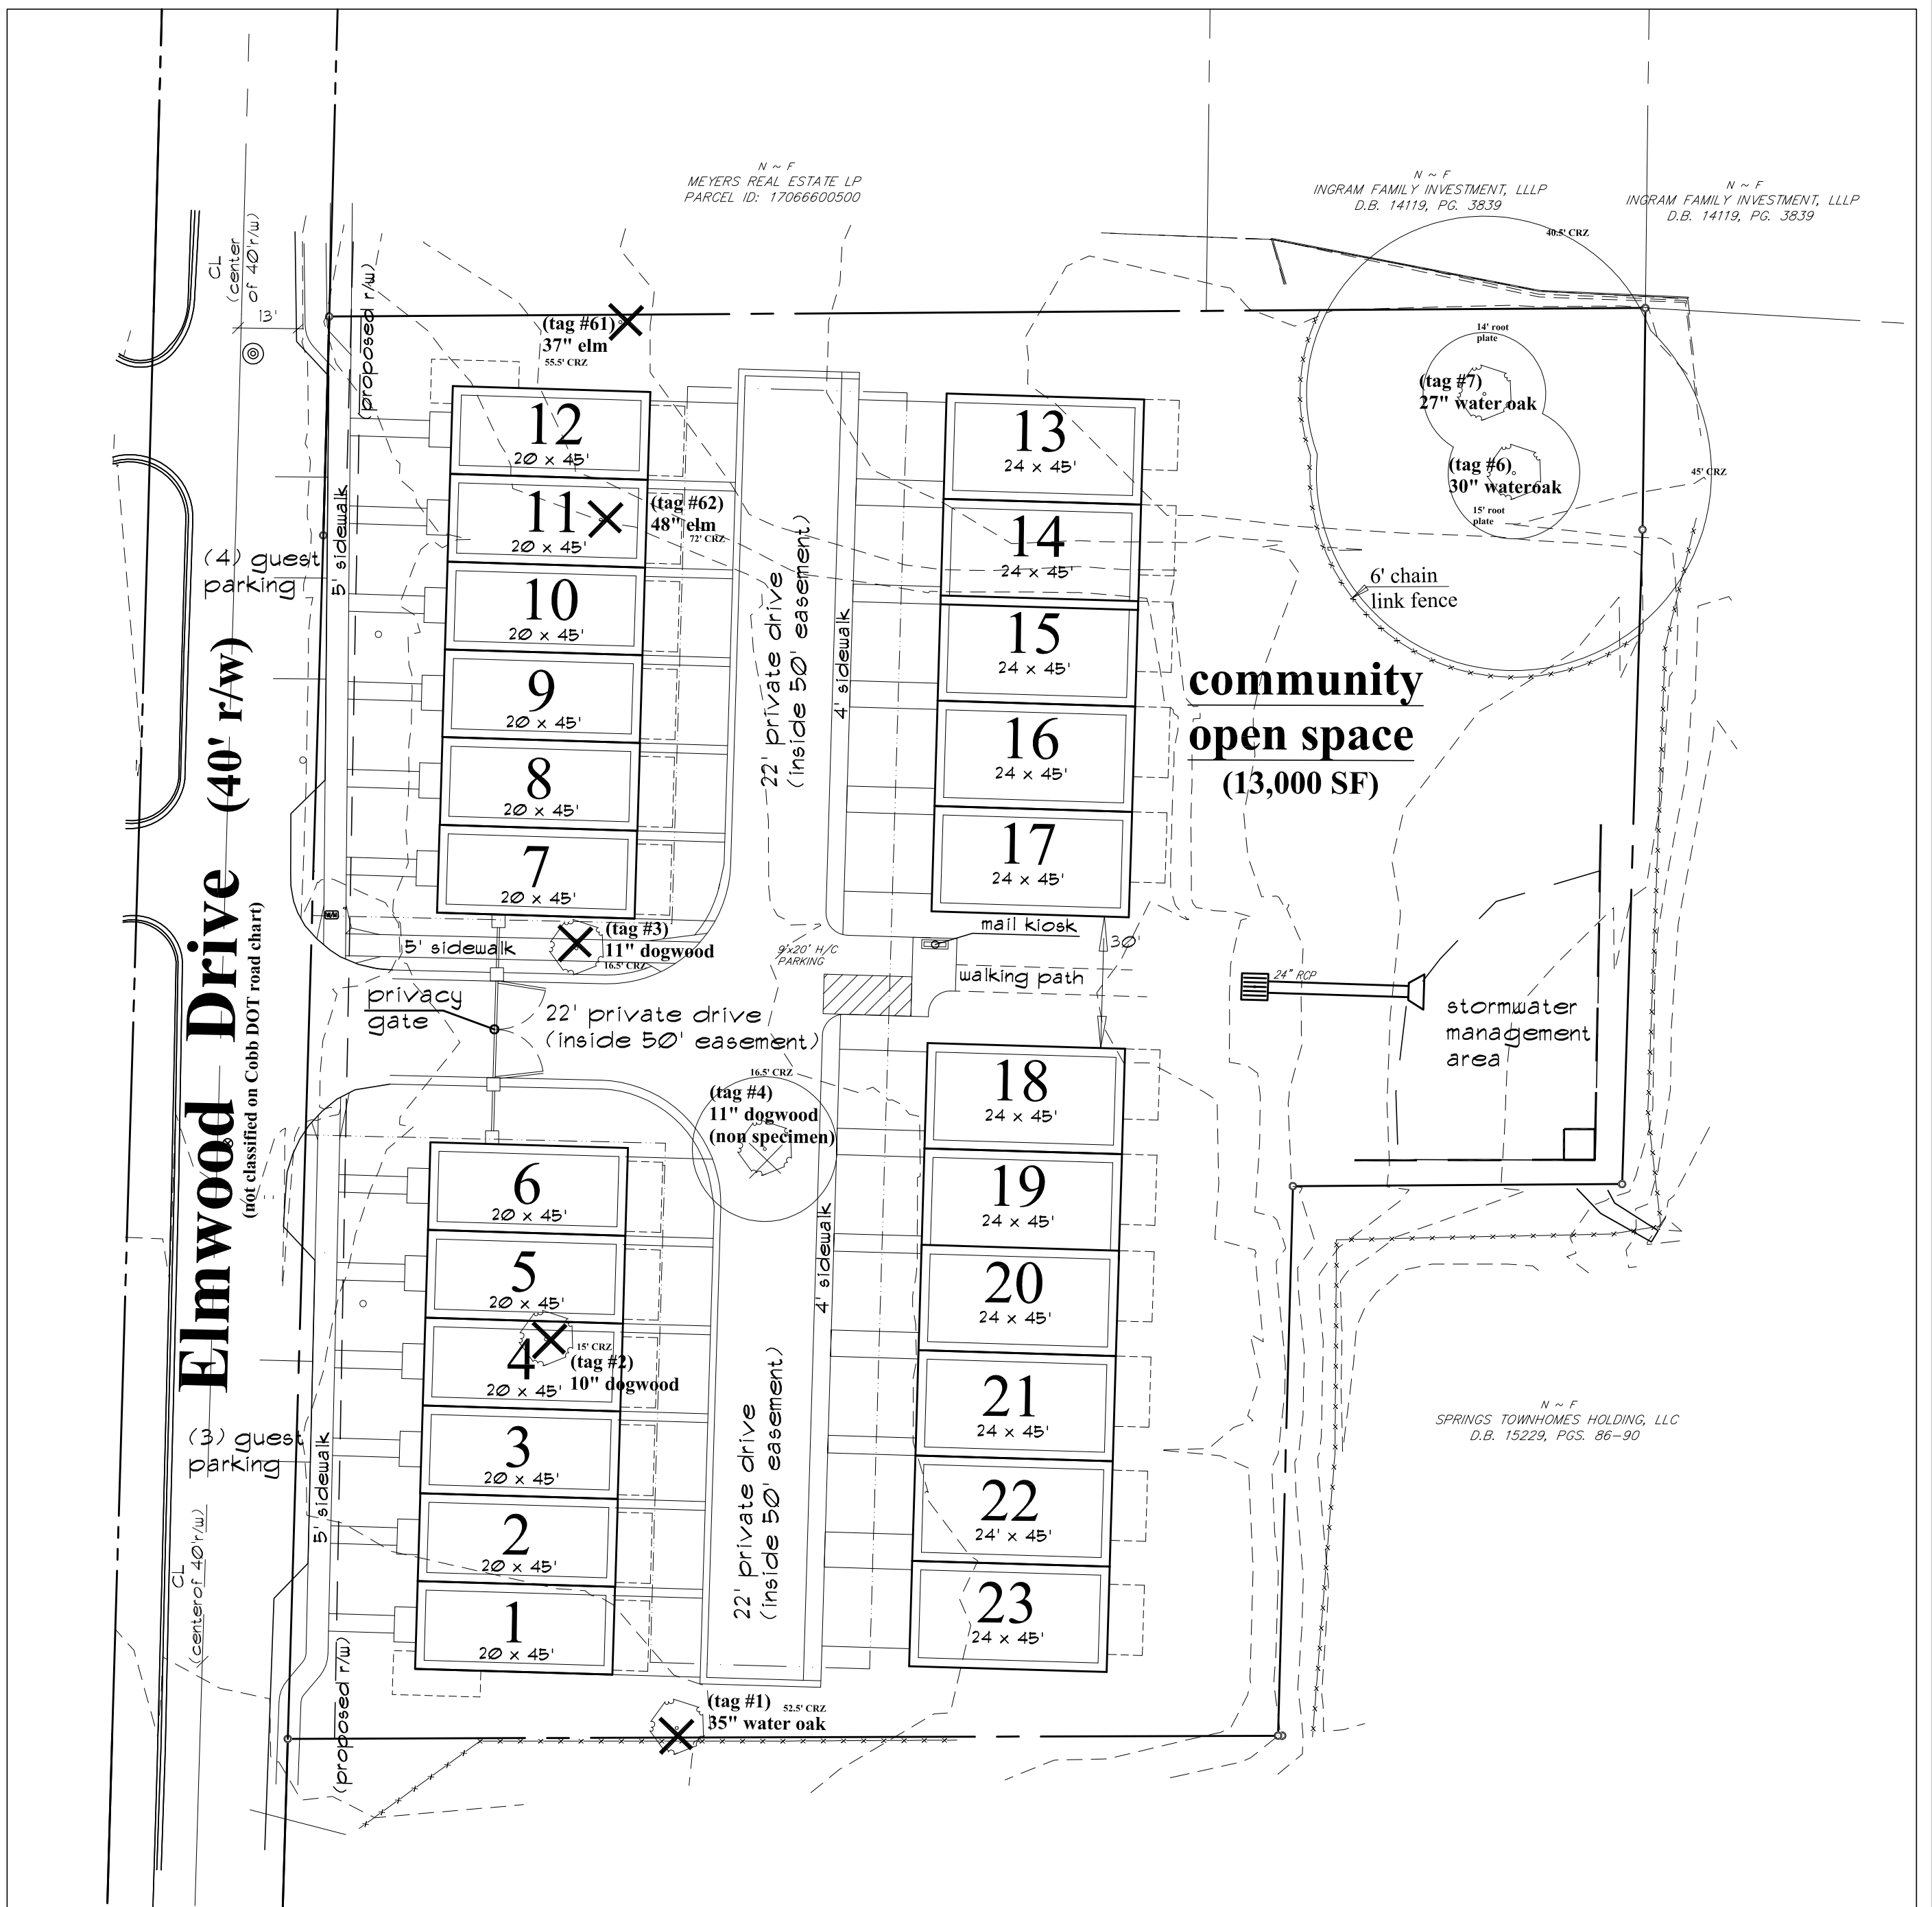 N ~ F
MEYERS REAL ESTATE LP
PARCEL ID: 17066600500
N ~ F
INGRAM FAMILY INVESTMENT, LLLP
D.B. 14119, PG. 3839
N ~ F
INGRAM FAMILY INVESTMENT, LLLP
D.B. 14119, PG. 3839
40.5' CRZ
CL
(center
of 40'r/w)
13'
(proposed r/w)
(tag #61)
37" elm
55.5' CRZ
14' root
plate
(tag #7)
27" water oak
(tag #6)
30" wateroak
15' root
plate
45' CRZ
6' chain
link fence
12
20 x 45'
11
20 x 45'
(tag #62)
48" elm
72' CRZ
10
20 x 45'
9
20 x 45'
8
20 x 45'
7
20 x 45'
13
24 x 45'
14
24 x 45'
15
24 x 45'
16
24 x 45'
17
24 x 45'
(4) guest
parking
5' sidewalk
22' private drive
(inside 50' easement)
4' sidewalk
community
open space
(13,000 SF)
Elmwood Drive (40' r/w)
(not classified on Cobb DOT road chart)
5' sidewalk
(tag #3)
11" dogwood
16.5' CRZ
9'x20' H/C
PARKING
mail kiosk
30'
walking path
privacy
gate
22' private drive
(inside 50' easement)
24" RCP
stormwater
management
area
16.5' CRZ
(tag #4)
11" dogwood
(non specimen)
6
20 x 45'
5
20 x 45'
4
20 x 45'
15' CRZ
(tag #2)
10" dogwood
3
20 x 45'
2
20 x 45'
1
20 x 45'
18
24 x 45'
19
24 x 45'
20
24 x 45'
21
24 x 45'
22
24' x 45'
23
24 x 45'
4' sidewalk
22' private drive
(inside 50' easement)
(3) guest
parking
5' sidewalk
CL
(center of 40'r/w)
(proposed r/w)
(tag #1)
52.5' CRZ
35" water oak
N ~ F
SPRINGS TOWNHOMES HOLDING, LLC
D.B. 15229, PGS. 86-90